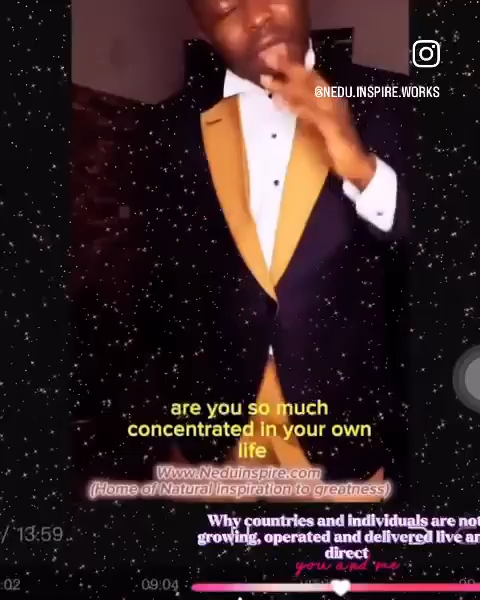 @NEDU.INSPIRE.WORKS
are you so much
concentrated in your own
life
Www.Neduinspire.com
(Home of Natural inspiration to greatness)
/ 13:59
Why countries and individuals are not
growing, operated and delivered live an
direct
you and me
:02
09:04